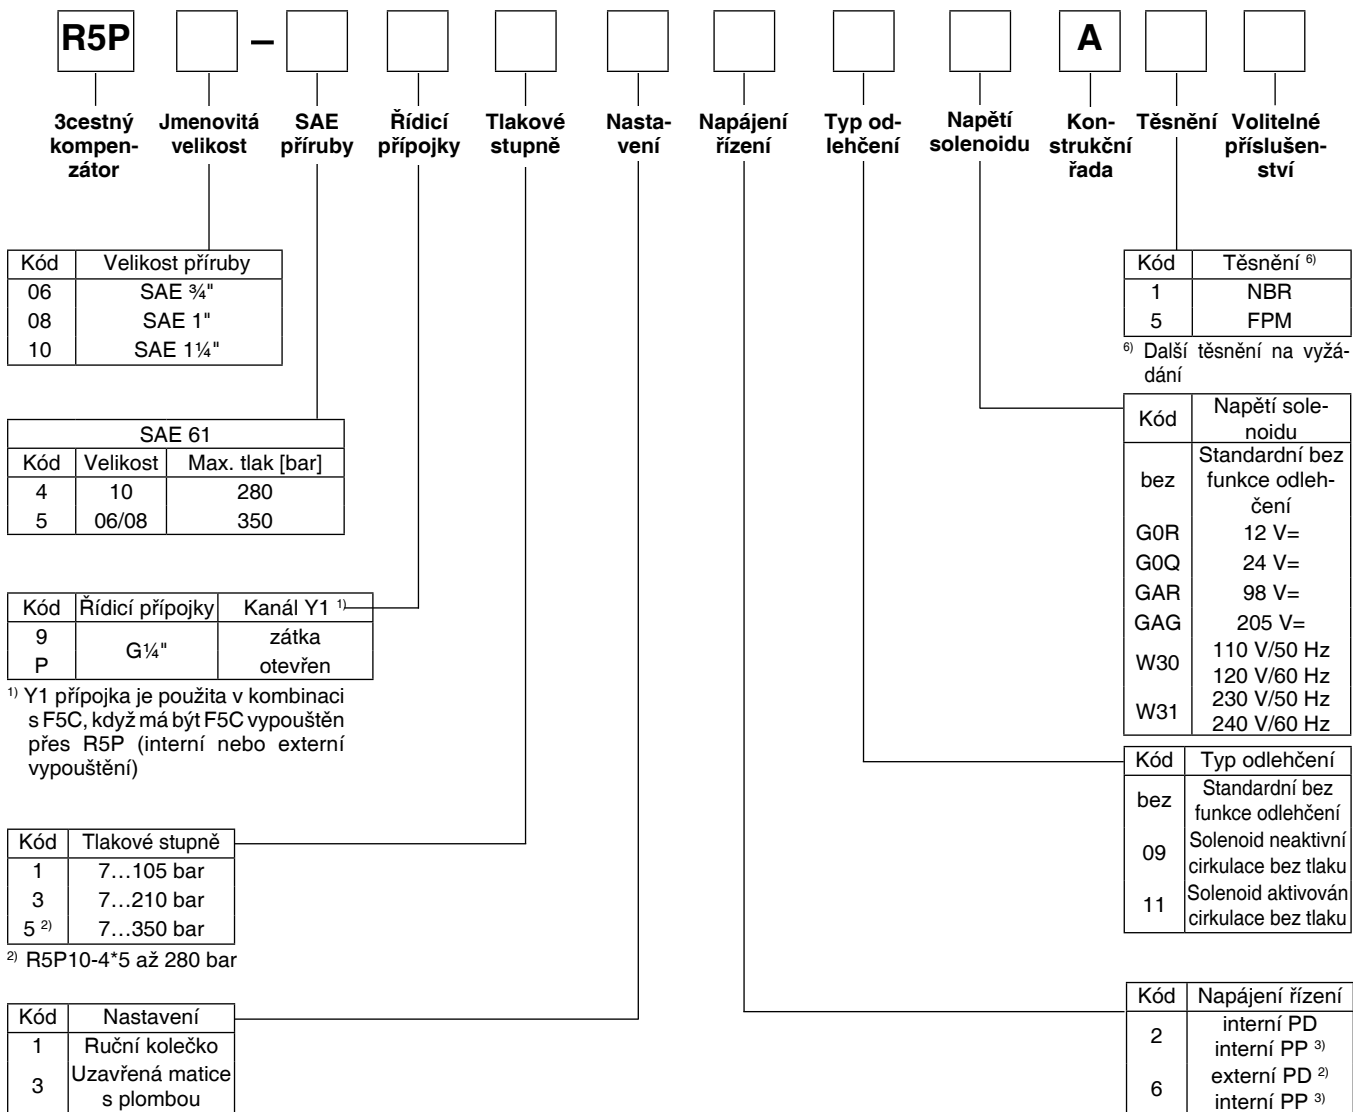 R5P – A
3cestný kompen-zátor
Jmenovitá velikost
SAE příruby
Řídicí přípojky
Tlakové stupně
Nasta-vení
Napájení řízení
Typ od-lehčení
Napětí solenoidu
Kon-strukční řada
Těsnění
Volitelné příslušen-ství
Kód Velikost příruby
06 SAE ¾"
08 SAE 1"
10 SAE 1¼"
SAE 61
Kód Velikost Max. tlak [bar]
4 10 280
5 06/08 350
Kód Řídicí přípojky Kanál Y1 1)
9 G¼" zátka
P otevřen
1) Y1 přípojka je použita v kombinaci
s F5C, když má být F5C vypouštěn
přes R5P (interní nebo externí
vypouštění)
Kód Tlakové stupně
1 7…105 bar
3 7…210 bar
5 2) 7…350 bar
2) R5P10-4*5 až 280 bar
Kód Nastavení
1 Ruční kolečko
3 Uzavřená matice
s plombou
Kód Těsnění 6)
1 NBR
5 FPM
6) Další těsnění na vyžá-
dání
Kód Napětí sole-
noidu
bez Standardní bez
funkce odleh-
čení
G0R 12 V=
G0Q 24 V=
GAR 98 V=
GAG 205 V=
W30 110 V/50 Hz
120 V/60 Hz
W31 230 V/50 Hz
240 V/60 Hz
Kód Typ odlehčení
bez Standardní bez
funkce odlehčení
09 Solenoid neaktivní
cirkulace bez tlaku
11 Solenoid aktivován
cirkulace bez tlaku
Kód Napájení řízení
2 interní PD
interní PP 3)
6 externí PD 2)
interní PP 3)